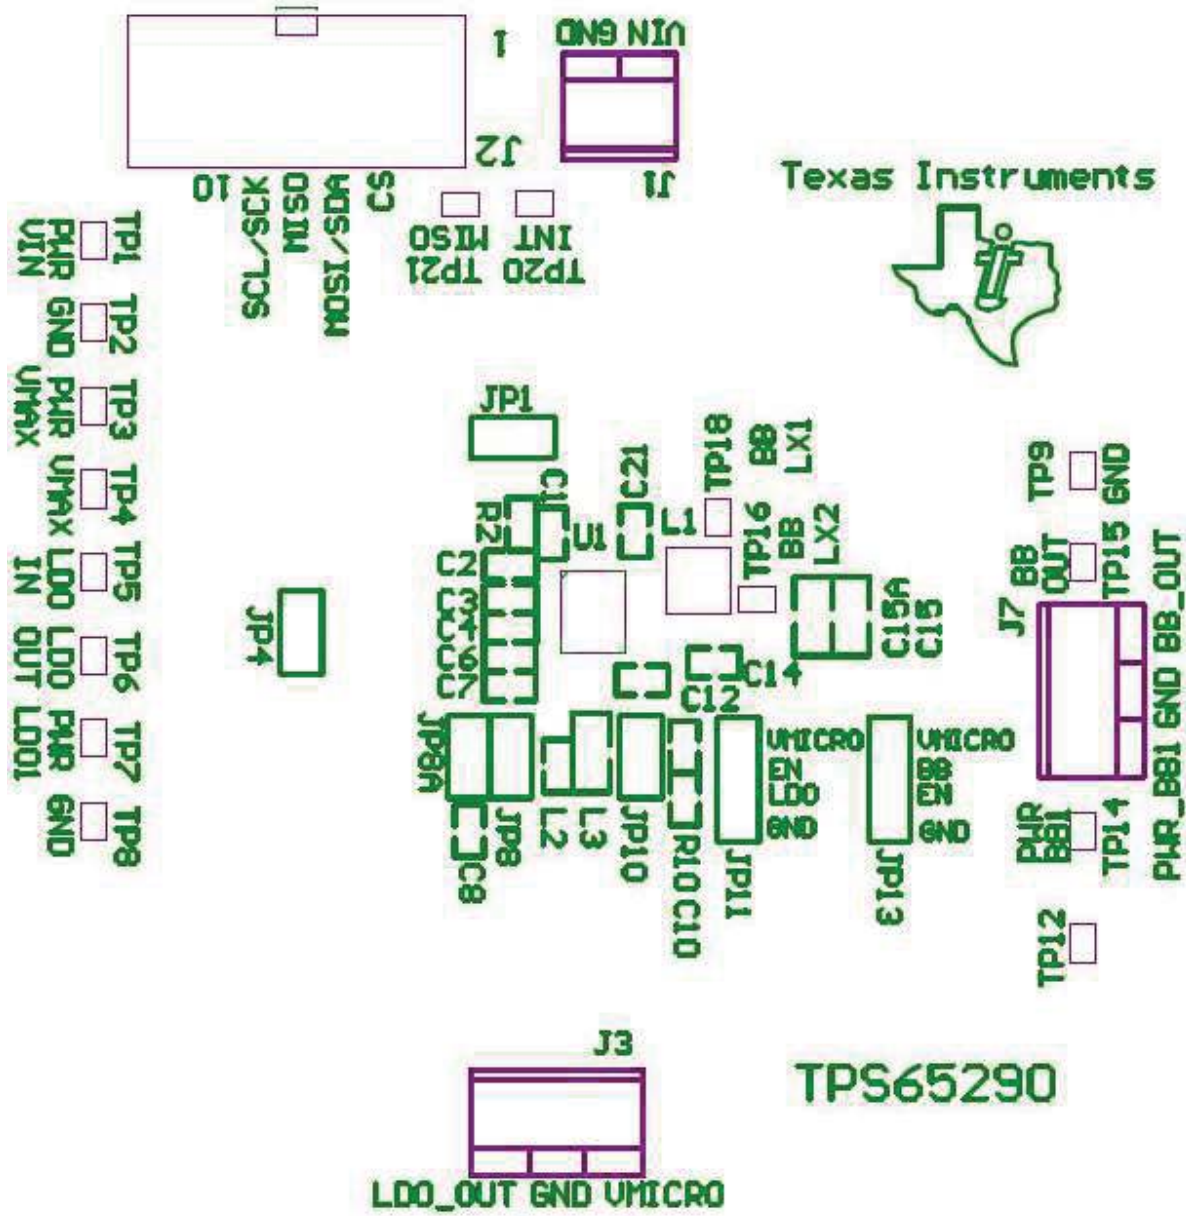 1
GND VIN
J2
J1
10
SCL/SCK
MISO
MOSI/SDA
CS
MISO
TP21
INT
TP20
Texas Instruments
TP1
PWR
VIN
TP2
GND
TP3
PWR
VMAX
TP4
VMAX
TP5
LDO
IN
TP6
LDO
OUT
TP7
PWR
LDO1
TP8
GND
JP1
JP4
R2
C1
U1
C21
L1
TP18
BB
LX1
TP16
BB
LX2
C2
C3
C4
C6
C7
C12
C14
C15A
C15
TP9
GND
BB
OUT
TP15
J7
PWR_BB1 GND BB_OUT
JP8A
JP8
C8
L2
L3
JP10
R10
C10
JP11
VMICRO
EN
LDO
GND
JP13
VMICRO
BB
EN
GND
PWR
BB1
TP14
TP12
J3
LDO_OUT GND VMICRO
TPS65290